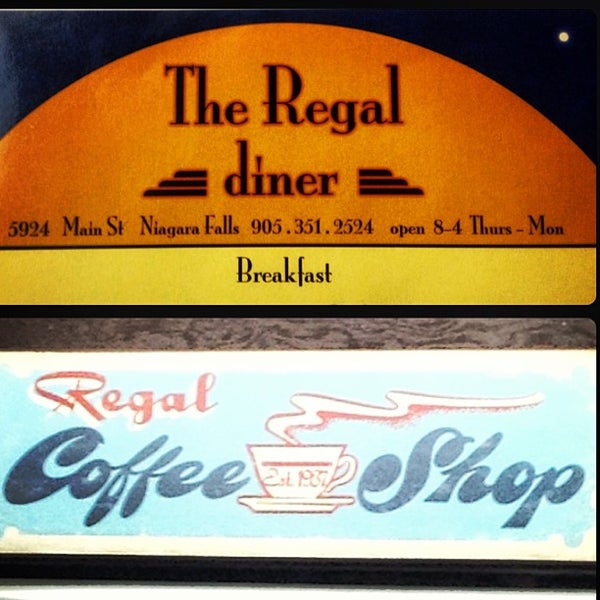 The Regal
diner
5924 Main St Niagara Falls 905.351.2524 open 8-4 Thurs - Mon
Breakfast
Regal
Coffee Shop
Est. 1937